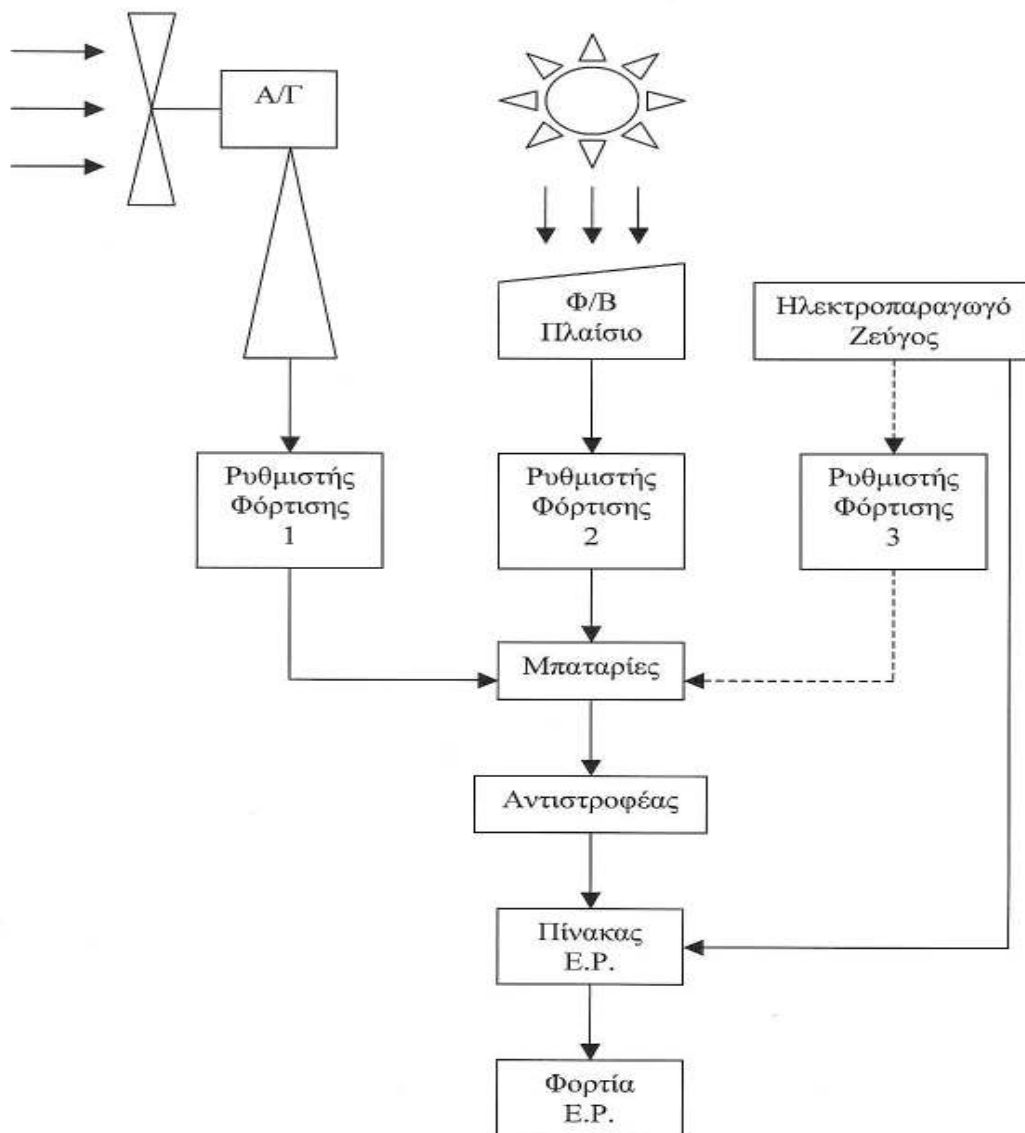 Α/Γ
Φ/Β
Πλαίσιο
Ηλεκτροπαραγωγό
Ζεύγος
Ρυθμιστής
Φόρτισης
1
Ρυθμιστής
Φόρτισης
2
Ρυθμιστής
Φόρτισης
3
Μπαταρίες
Αντιστροφέας
Πίνακας
Ε.Ρ.
Φορτία
Ε.Ρ.